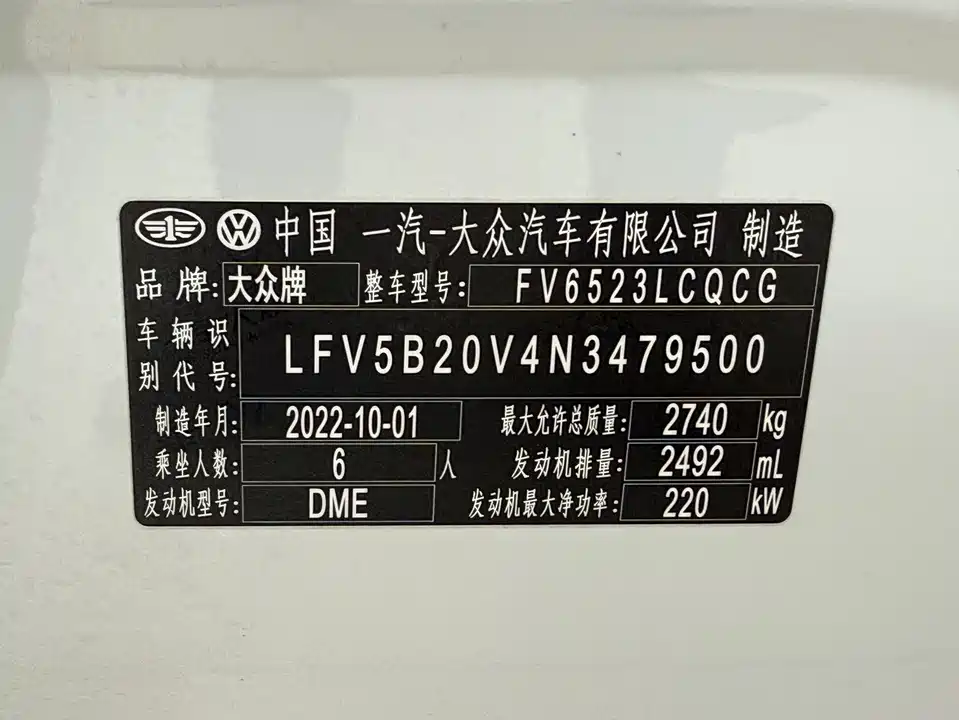 中国 一汽-大众汽车有限公司 制造
品牌: 大众牌 整车型号: FV6523LCQCG
车辆识别代号: LFV5B20V4N3479500
制造年月: 2022-10-01 最大允许总质量: 2740 kg
乘坐人数: 6 人 发动机排量: 2492 mL
发动机型号: DME 发动机最大净功率: 220 kW